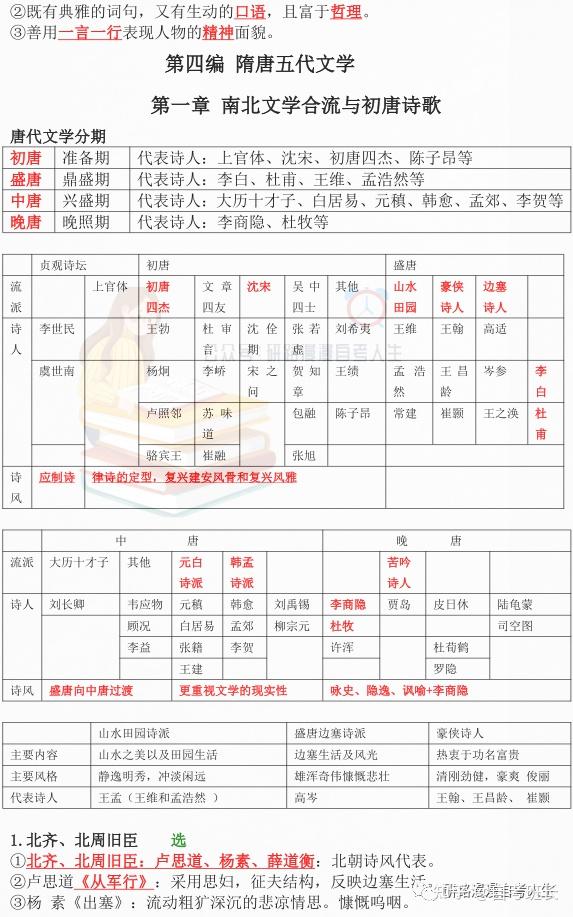 ②既有典雅的词句，又有生动的口语，且富于哲理。
③善用一言一行表现人物的精神面貌。
第四编 隋唐五代文学
第一章 南北文学合流与初唐诗歌
唐代文学分期
初唐 准备期 代表诗人：上官体、沈宋、初唐四杰、陈子昂等
盛唐 鼎盛期 代表诗人：李白、杜甫、王维、孟浩然等
中唐 兴盛期 代表诗人：大历十才子、白居易、元稹、韩愈、孟郊、李贺等
晚唐 晚照期 代表诗人：李商隐、杜牧等
贞观诗坛 初唐 盛唐
流派 上官体 初唐四杰 文章四友 沈宋 吴中四士 其他 山水田园 豪侠诗人 边塞诗人
诗人 李世民 王勃 杜审言 沈佺期 张若虚 刘希夷 王维 王翰 高适
虞世南 杨炯 李峤 宋之问 贺知章 王绩 孟浩然 王昌龄 岑参 李白
卢照邻 苏味道 包融 陈子昂 常建 崔颢 王之涣 杜甫
骆宾王 崔融 张旭
诗风 应制诗 律诗的定型，复兴建安风骨和复兴风雅
中唐 晚唐
流派 大历十才子 其他 元白诗派 韩孟诗派 苦吟诗人
诗人 刘长卿 韦应物 元稹 韩愈 刘禹锡 李商隐 贾岛 皮日休 陆龟蒙
顾况 白居易 孟郊 柳宗元 杜牧 司空图
李益 张籍 李贺 许浑 杜荀鹤
王建 罗隐
诗风 盛唐向中唐过渡 更重视文学的现实性 咏史、隐逸、讽喻+李商隐
山水田园诗派 盛唐边塞诗派 豪侠诗人
主要内容 山水之美以及田园生活 边塞生活及风光 热衷于功名富贵
主要风格 静逸明秀，冲淡闲远 雄浑奇伟慷慨悲壮 清刚劲健，豪爽 俊丽
代表诗人 王孟（王维和孟浩然 ） 高岑 王翰、王昌龄、 崔颢
1.北齐、北周旧臣 选
①北齐、北周旧臣：卢思道、杨素、薛道衡：北朝诗风代表。
②卢思道《从军行》：采用思妇，征夫结构，反映边塞生活。
③杨 素《出塞》：流动粗犷深沉的悲凉情思。慷慨呜咽。